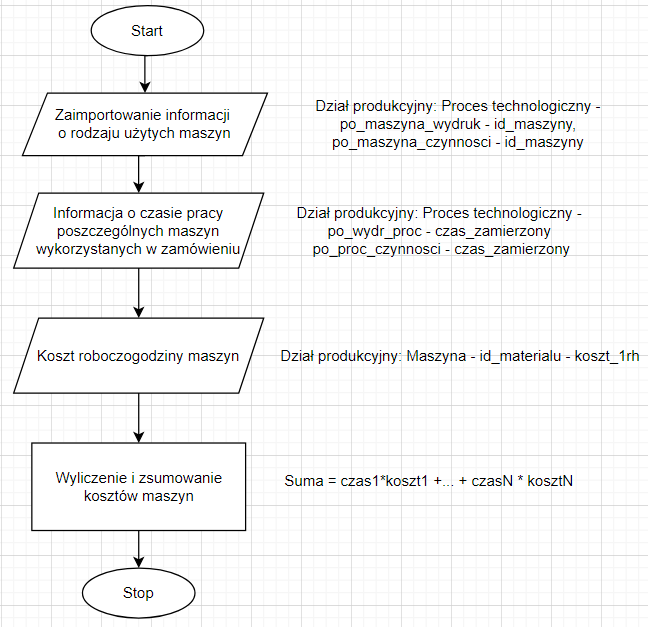 Start
Zaimportowanie informacji
o rodzaju użytych maszyn
Dział produkcyjny: Proces technologiczny -
po_maszyna_wydruk - id_maszyny,
po_maszyna_czynnosci - id_maszyny
Informacja o czasie pracy
poszczególnych maszyn
wykorzystanych w zamówieniu
Dział produkcyjny: Proces technologiczny -
po_wydr_proc - czas_zamierzony
po_proc_czynnosci - czas_zamierzony
Koszt roboczogodziny maszyn
Dział produkcyjny: Maszyna - id_materialu - koszt_1rh
Wyliczenie i zsumowanie
kosztów maszyn
Suma = czas1*koszt1 +... + czasN * kosztN
Stop